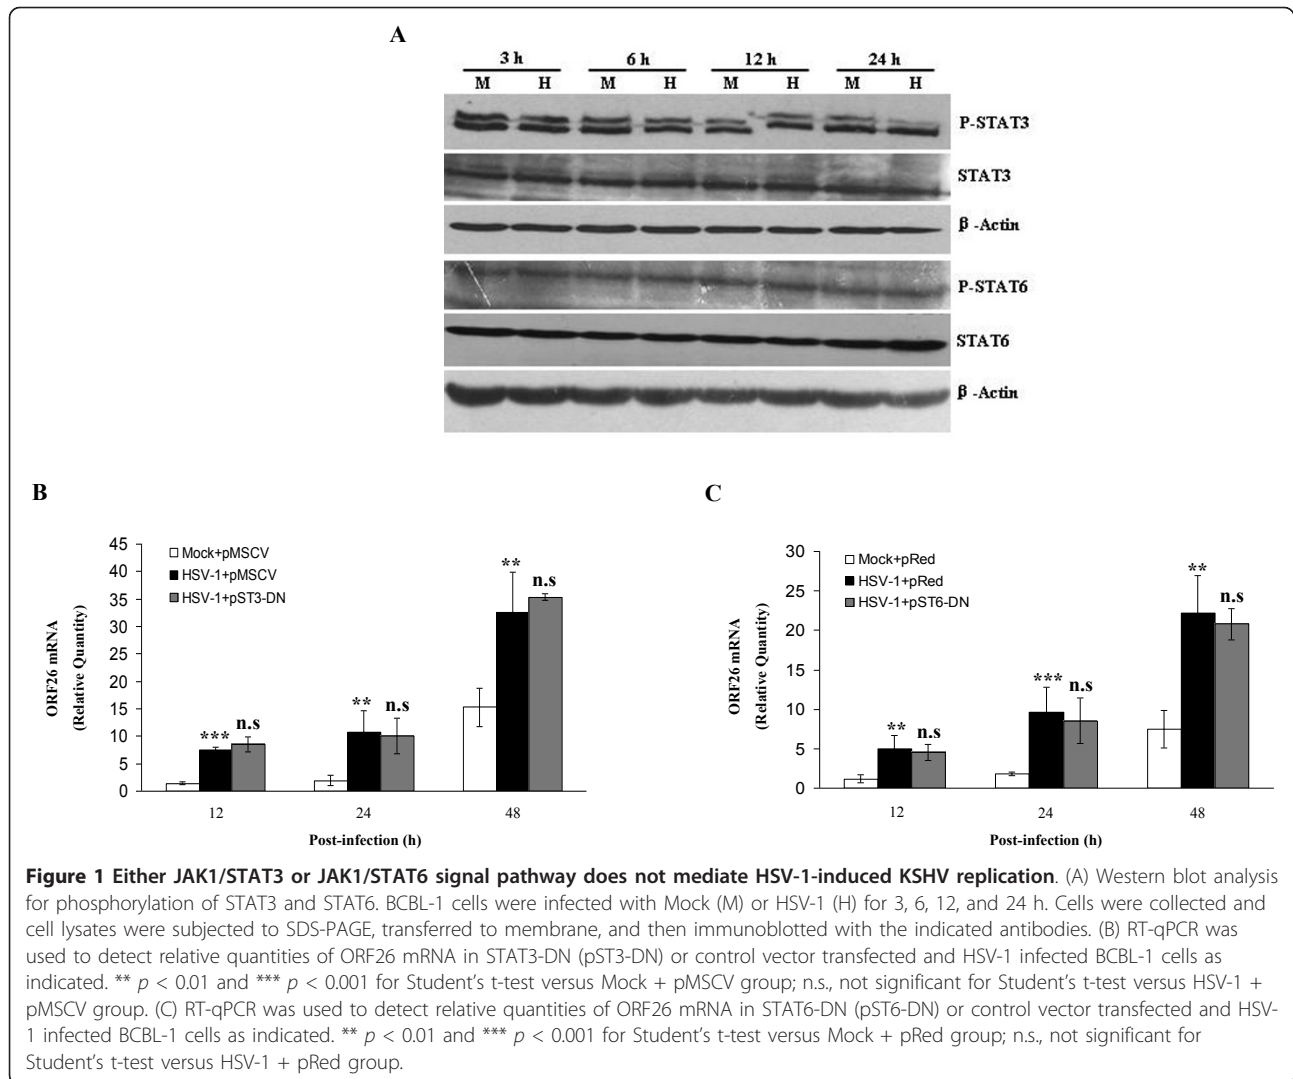 A
3 h 6 h 12 h 24 h
M H M H M H M H
P-STAT3
STAT3
β-Actin
P-STAT6
STAT6
β-Actin
B
ORF26 mRNA
(Relative Quantity)
45
40
35
30
25
20
15
10
5
0
Mock+pMSCV
HSV-1+pMSCV
HSV-1+pST3-DN
*** n.s
** n.s
** n.s
12 24 48
Post-infection (h)
C
ORF26 mRNA
(Relative Quantity)
30
25
20
15
10
5
0
Mock+pRed
HSV-1+pRed
HSV-1+pST6-DN
** n.s
*** n.s
** n.s
12 24 48
Post-infection (h)
Figure 1 Either JAK1/STAT3 or JAK1/STAT6 signal pathway does not mediate HSV-1-induced KSHV replication. (A) Western blot analysis
for phosphorylation of STAT3 and STAT6. BCBL-1 cells were infected with Mock (M) or HSV-1 (H) for 3, 6, 12, and 24 h. Cells were collected and
cell lysates were subjected to SDS-PAGE, transferred to membrane, and then immunoblotted with the indicated antibodies. (B) RT-qPCR was
used to detect relative quantities of ORF26 mRNA in STAT3-DN (pST3-DN) or control vector transfected and HSV-1 infected BCBL-1 cells as
indicated. ** p < 0.01 and *** p < 0.001 for Student's t-test versus Mock + pMSCV group; n.s., not significant for Student's t-test versus HSV-1 +
pMSCV group. (C) RT-qPCR was used to detect relative quantities of ORF26 mRNA in STAT6-DN (pST6-DN) or control vector transfected and HSV-
1 infected BCBL-1 cells as indicated. ** p < 0.01 and *** p < 0.001 for Student's t-test versus Mock + pRed group; n.s., not significant for
Student's t-test versus HSV-1 + pRed group.